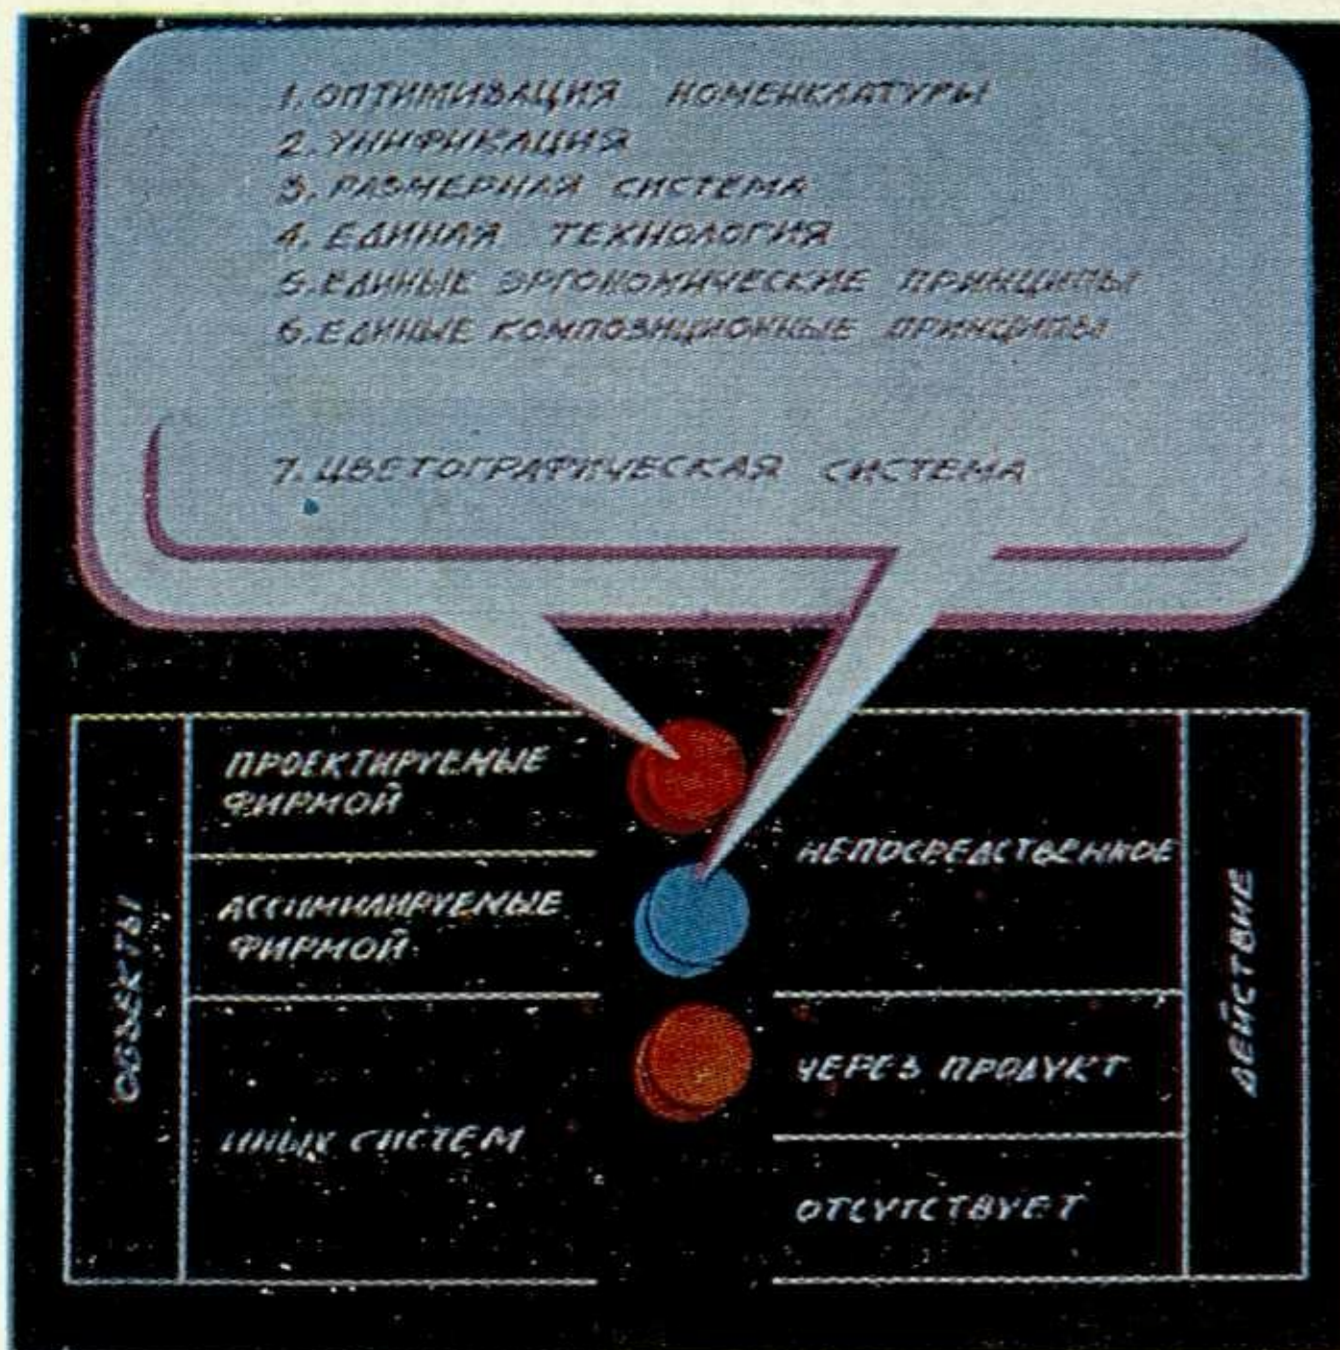 1. ОПТИМИЗАЦИЯ НОМЕНКЛАТУРЫ
2. УНИФИКАЦИЯ
3. РАЗМЕРНАЯ СИСТЕМА
4. ЕДИНАЯ ТЕХНОЛОГИЯ
5. ЕДИНЫЕ ЭРГОНОМИЧЕСКИЕ ПРИНЦИПЫ
6. ЕДИНЫЕ КОМПОЗИЦИОННЫЕ ПРИНЦИПЫ
7. ЦВЕТОГРАФИЧЕСКАЯ СИСТЕМА
ОБЪЕКТЫ
ПРОЕКТИРУЕМЫЕ
ФИРМОЙ
АССИМИЛИРУЕМЫЕ
ФИРМОЙ
ИНЫХ СИСТЕМ
НЕПОСРЕДСТВЕННОЕ
ЧЕРЕЗ ПРОДУКТ
ОТСУТСТВУЕТ
ДЕЙСТВИЕ